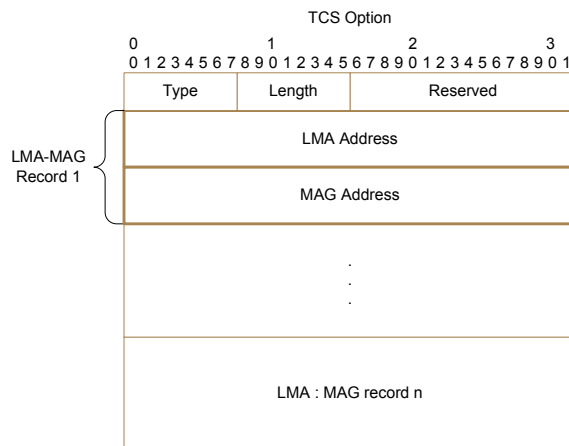 TCS Option
0 1 2 3
0 1 2 3 4 5 6 7 8 9 0 1 2 3 4 5 6 7 8 9 0 1 2 3 4 5 6 7 8 9 0 1
Type Length Reserved
LMA Address
LMA-MAG
Record 1
MAG Address
.
.
.
LMA : MAG record n